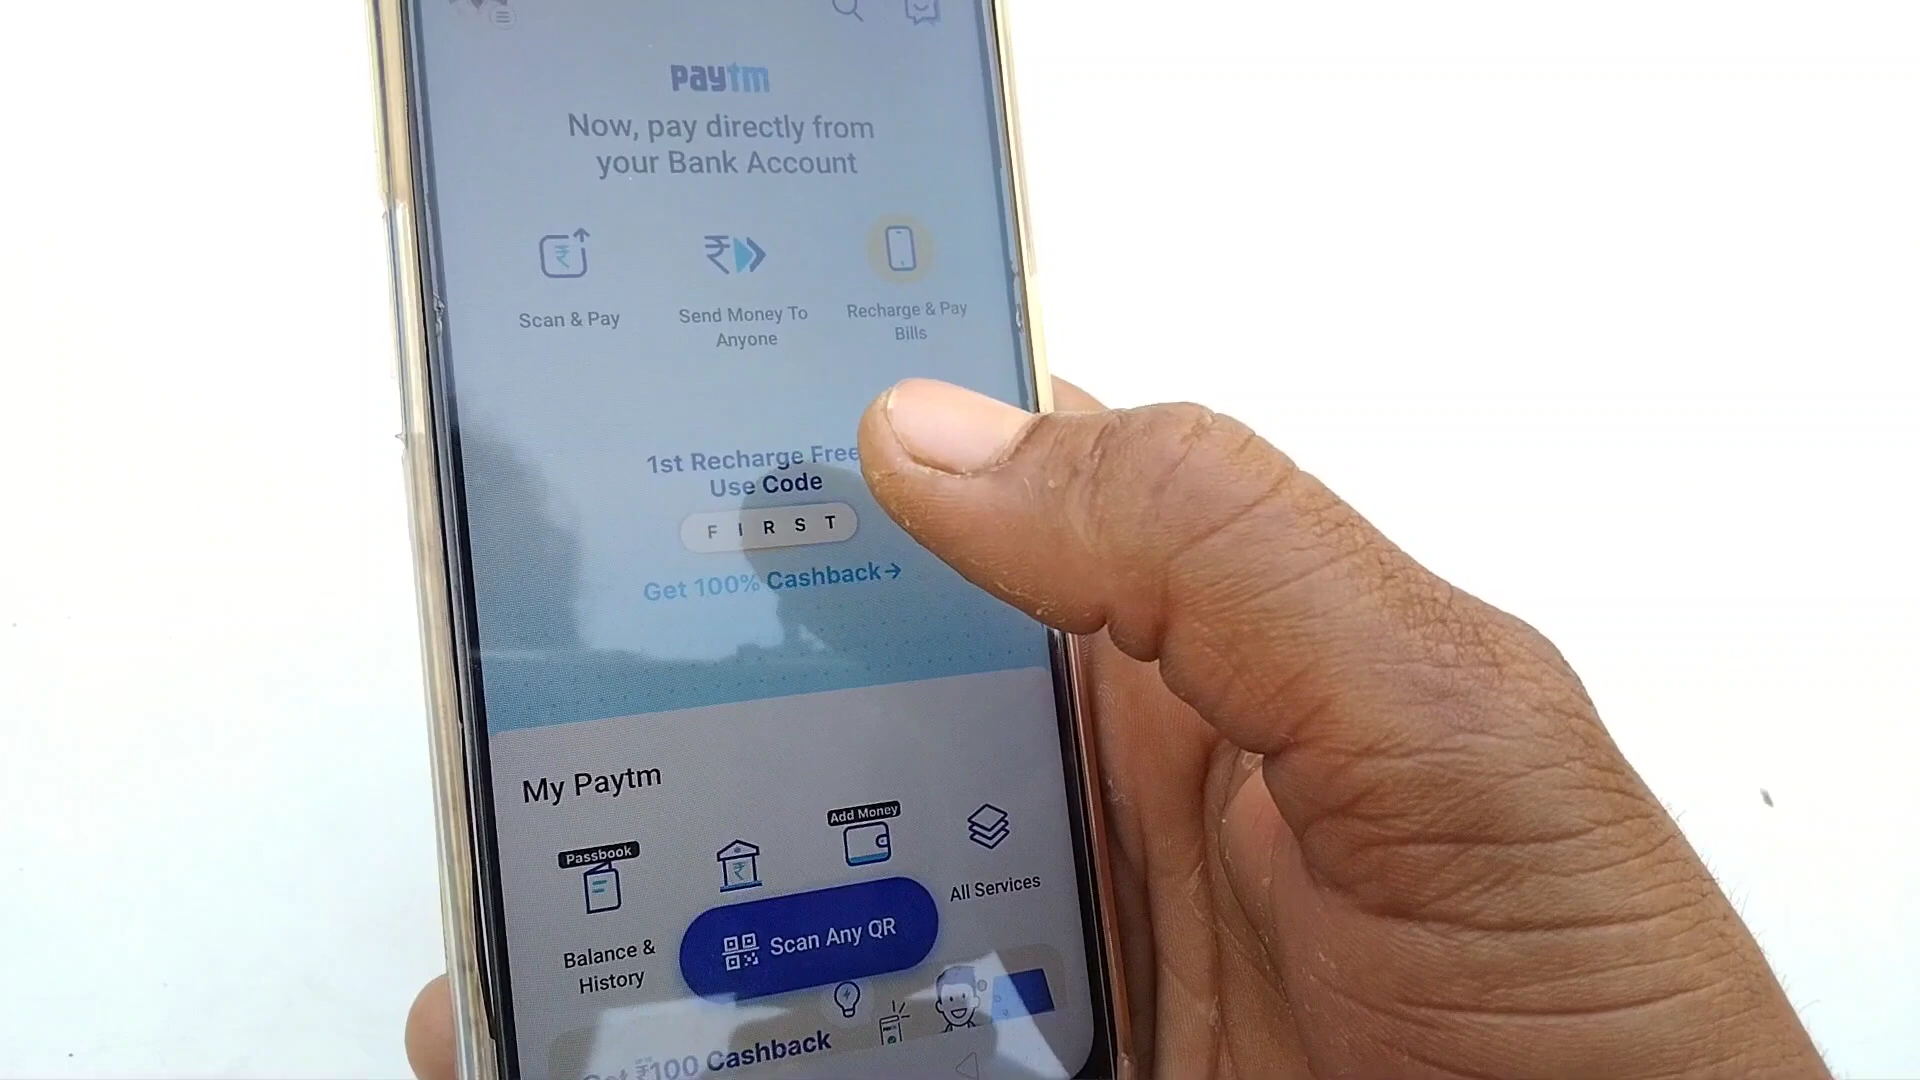 paytm
Now, pay directly from
your Bank Account
Scan & Pay
Send Money To
Anyone
Recharge & Pay
Bills
1st Recharge Free
Use Code
F I R S T
Get 100% Cashback→
My Paytm
Passbook
Add Money
Balance &
History
All Services
Scan Any QR
Get ₹100 Cashback